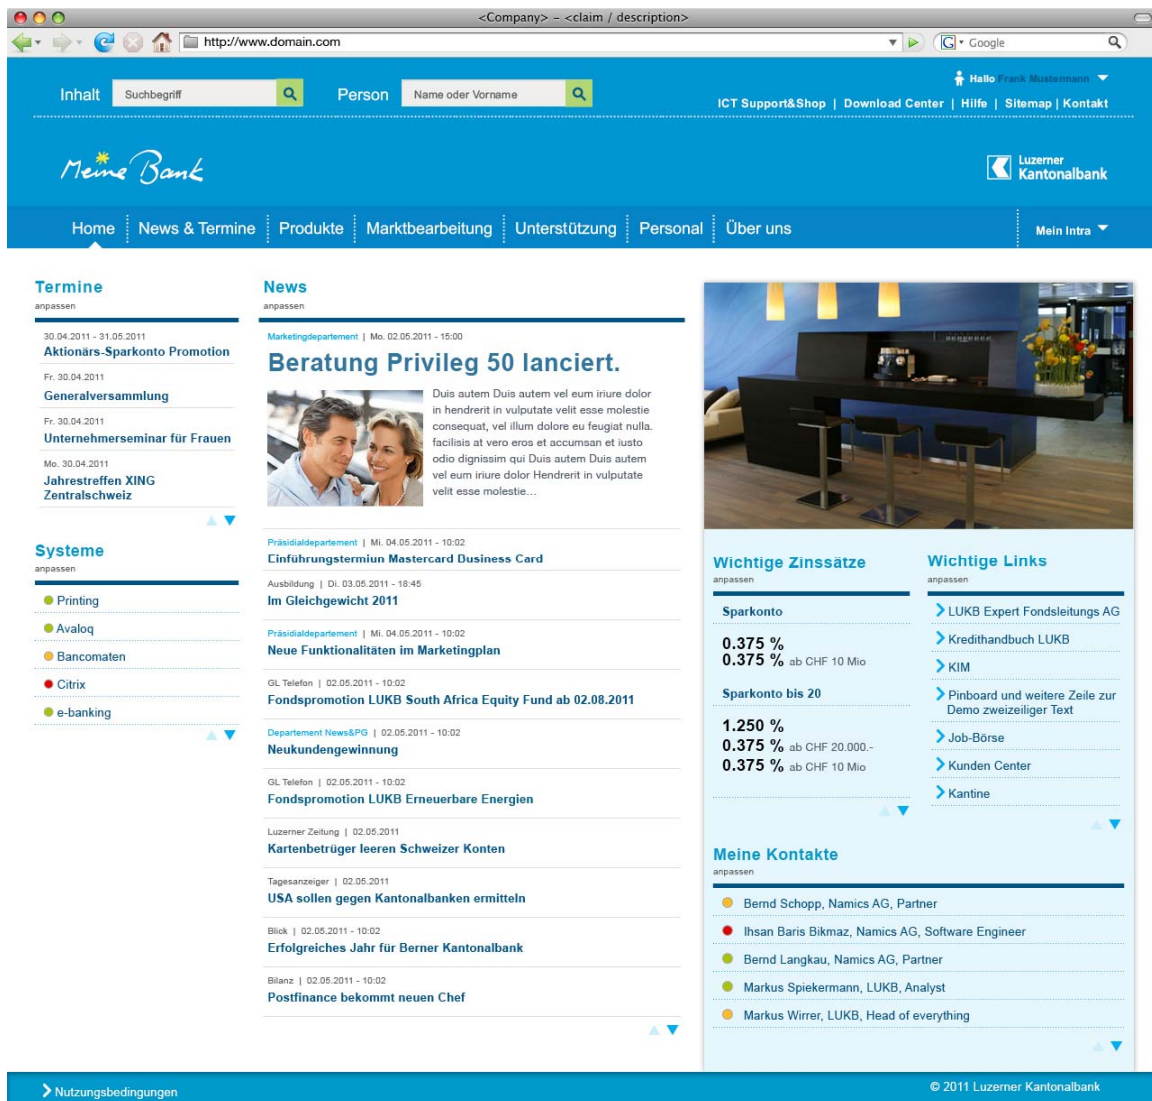 <Company> – <claim / description>
http://www.domain.com
Google
Inhalt
Suchbegriff
Person
Name oder Vorname
Hallo Frank Mustermann
ICT Support&Shop | Download Center | Hilfe | Sitemap | Kontakt
Meine Bank
Luzerner
Kantonalbank
Home
News & Termine
Produkte
Marktbearbeitung
Unterstützung
Personal
Über uns
Mein Intra
Termine
anpassen
30.04.2011 - 31.05.2011
Aktionärs-Sparkonto Promotion
Fr. 30.04.2011
Generalversammlung
Fr. 30.04.2011
Unternehmerseminar für Frauen
Mo. 30.04.2011
Jahrestreffen XING
Zentralschweiz
Systeme
anpassen
Printing
Avaloq
Bancomaten
Citrix
e-banking
News
anpassen
Marketingdepartement | Mo. 02.05.2011 - 15:00
Beratung Privileg 50 lanciert.
Duis autem Duis autem vel eum iriure dolor
in hendrerit in vulputate velit esse molestie
consequat, vel illum dolore eu feugiat nulla.
facilisis at vero eros et accumsan et iusto
odio dignissim qui Duis autem Duis autem
vel eum iriure dolor Hendrerit in vulputate
velit esse molestie...
Präsidialdepartement | Mi. 04.05.2011 - 10:02
Einführungstermiun Mastercard Business Card
Ausbildung | Di. 03.05.2011 - 18:45
Im Gleichgewicht 2011
Präsidialdepartement | Mi. 04.05.2011 - 10:02
Neue Funktionalitäten im Marketingplan
GL Telefon | 02.05.2011 - 10:02
Fondspromotion LUKB South Africa Equity Fund ab 02.08.2011
Departement News&PG | 02.05.2011 - 10:02
Neukundengewinnung
GL Telefon | 02.05.2011 - 10:02
Fondspromotion LUKB Erneuerbare Energien
Luzerner Zeitung | 02.05.2011
Kartenbetrüger leeren Schweizer Konten
Tagesanzeiger | 02.05.2011
USA sollen gegen Kantonalbanken ermitteln
Blick | 02.05.2011 - 10:02
Erfolgreiches Jahr für Berner Kantonalbank
Bilanz | 02.05.2011 - 10:02
Postfinance bekommt neuen Chef
Wichtige Zinssätze
anpassen
Sparkonto
0.375 %
0.375 % ab CHF 10 Mio
Sparkonto bis 20
1.250 %
0.375 % ab CHF 20.000.-
0.375 % ab CHF 10 Mio
Wichtige Links
anpassen
LUKB Expert Fondsleitungs AG
Kredithandbuch LUKB
KIM
Pinboard und weitere Zeile zur
Demo zweizeiliger Text
Job-Börse
Kunden Center
Kantine
Meine Kontakte
anpassen
Bernd Schopp, Namics AG, Partner
Ihsan Baris Bikmaz, Namics AG, Software Engineer
Bernd Langkau, Namics AG, Partner
Markus Spiekermann, LUKB, Analyst
Markus Wirrer, LUKB, Head of everything
Nutzungsbedingungen
© 2011 Luzerner Kantonalbank